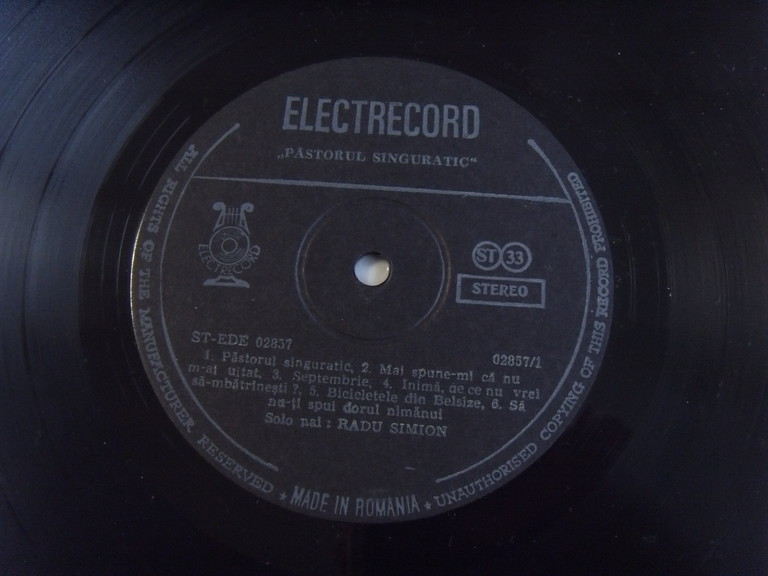 ELECTRECORD
„PĂSTORUL SINGURATIC"
ELECTRECORD
ST 33
STEREO
ST-EDE 02857
02857/1
1. Păstorul singuratic, 2. Mai spune-mi că nu
m-ai uitat, 3. Septembrie, 4. Inimă, de ce nu vrei
să-mbătrînești ?, 5. Bicicletele din Belsize, 6. Să
nu-ți spui dorul nimănui
Solo nai : RADU SIMION
ALL RIGHTS OF THE MANUFACTURER RESERVED ★ MADE IN ROMANIA ★ UNAUTHORISED COPYING OF THIS RECORD PROHIBITED